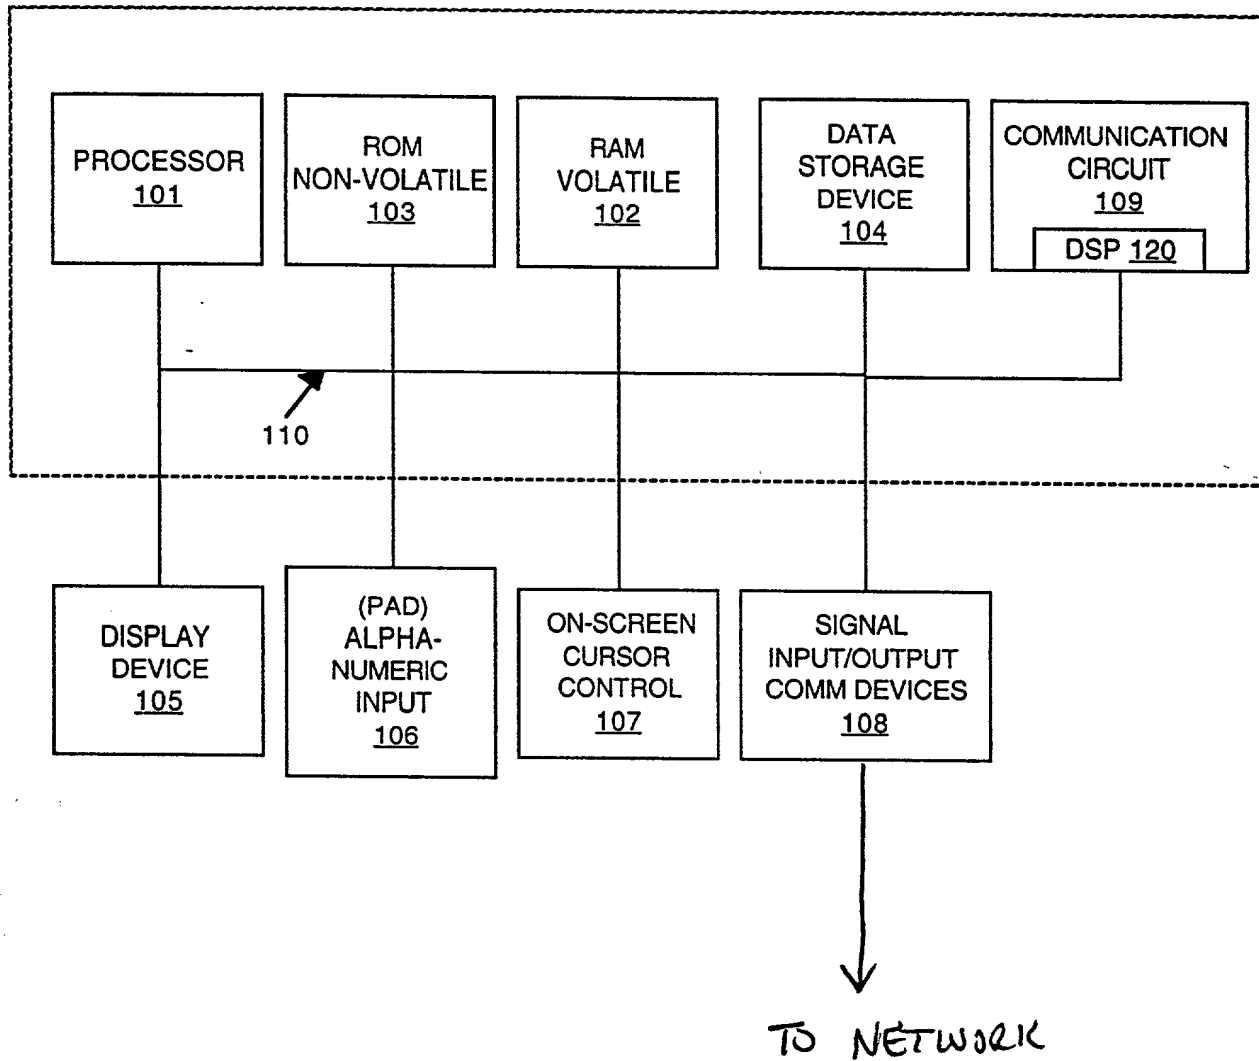 PROCESSOR
101
ROM
NON-VOLATILE
103
RAM
VOLATILE
102
DATA
STORAGE
DEVICE
104
COMMUNICATION
CIRCUIT
109
DSP 120
110
DISPLAY
DEVICE
105
(PAD)
ALPHA-
NUMERIC
INPUT
106
ON-SCREEN
CURSOR
CONTROL
107
SIGNAL
INPUT/OUTPUT
COMM DEVICES
108
TO NETWORK